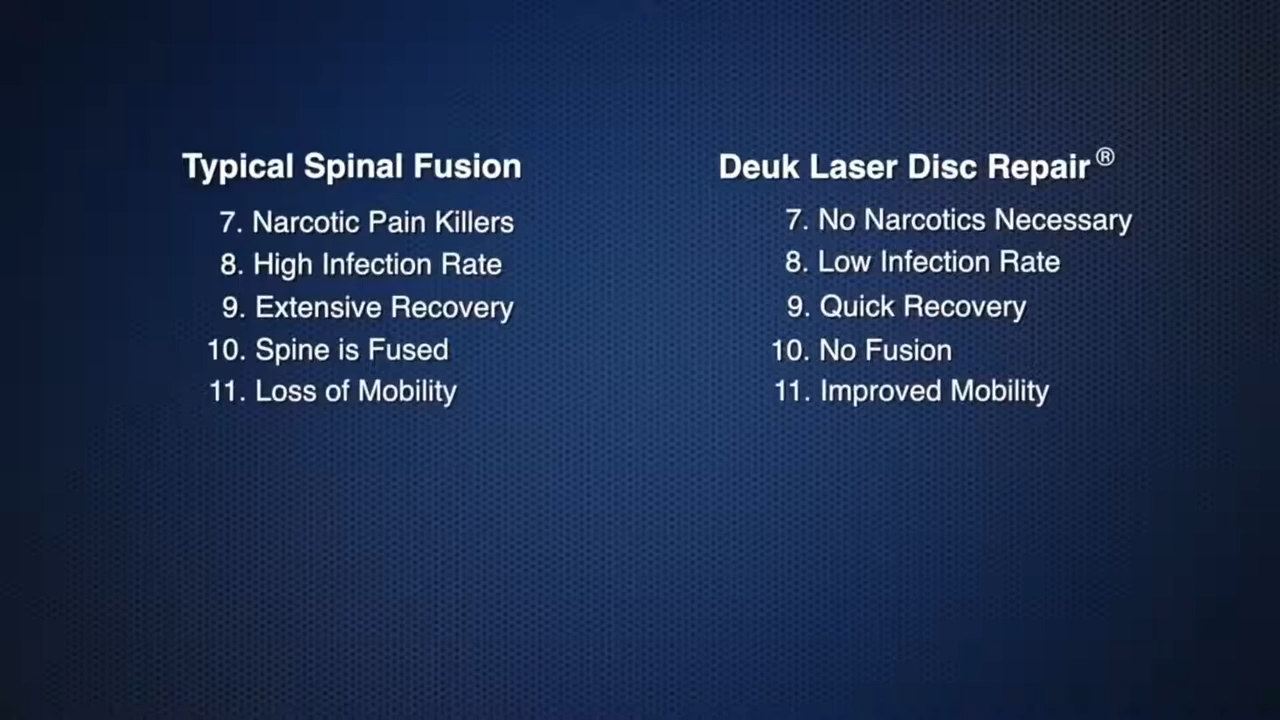 Typical Spinal Fusion
7. Narcotic Pain Killers
8. High Infection Rate
9. Extensive Recovery
10. Spine is Fused
11. Loss of Mobility
Deuk Laser Disc Repair®
7. No Narcotics Necessary
8. Low Infection Rate
9. Quick Recovery
10. No Fusion
11. Improved Mobility